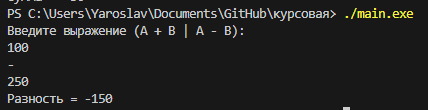 PS C:\Users\Yaroslav\Documents\GitHub\курсовая> ./main.exe
Введите выражение (A + B | A - B):
100
-
250
Разность = -150